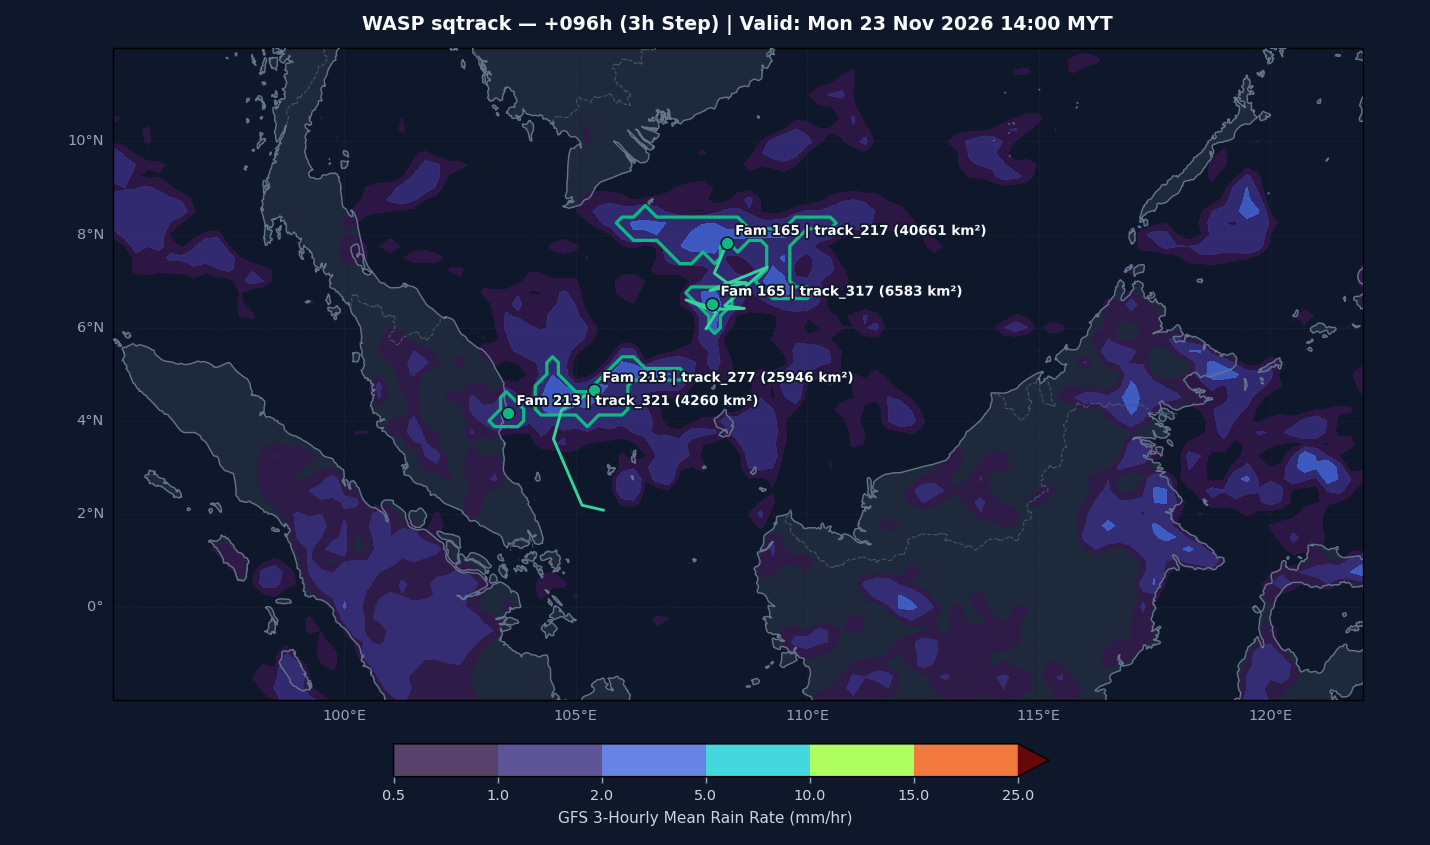 WASP sqtrack — +096h (3h Step) | Valid: Mon 23 Nov 2026 14:00 MYT
10°N
8°N
6°N
4°N
2°N
0°
Fam 165 | track_217 (40661 km²)
Fam 165 | track_317 (6583 km²)
Fam 213 | track_277 (25946 km²)
Fam 213 | track_321 (4260 km²)
100°E 105°E 110°E 115°E 120°E
0.5 1.0 2.0 5.0 10.0 15.0 25.0
GFS 3-Hourly Mean Rain Rate (mm/hr)